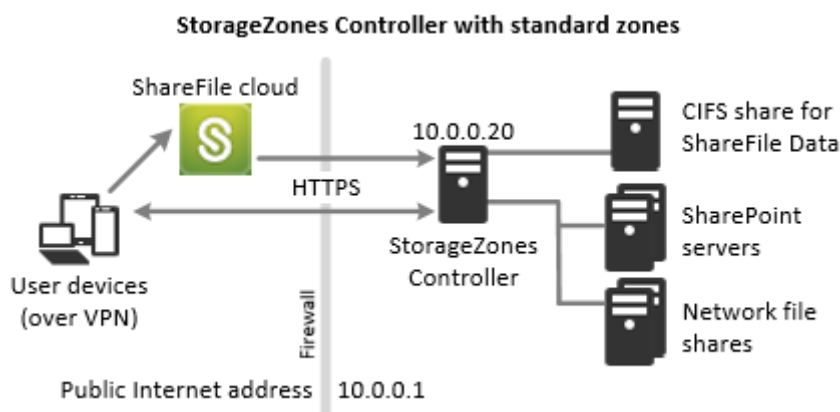 StorageZones Controller with standard zones
ShareFile cloud
10.0.0.20
CIFS share for
ShareFile Data
HTTPS
StorageZones
Controller
SharePoint
servers
User devices
(over VPN)
Network file
shares
Firewall
Public Internet address
10.0.0.1